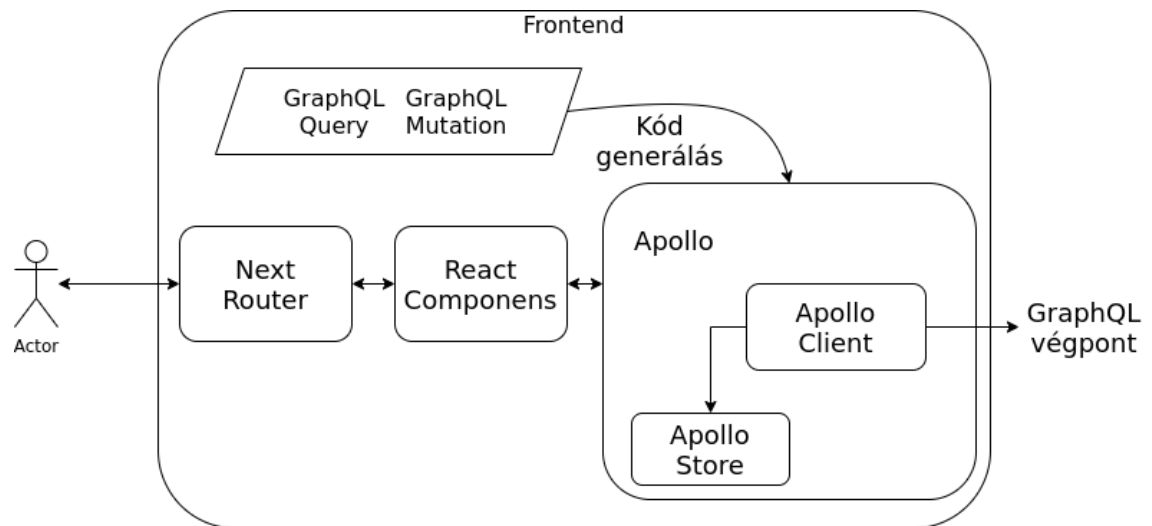 Frontend
GraphQL GraphQL
Query Mutation
Kód
generálás
Apollo
Next
Router
React
Componens
Actor
Apollo
Client
GraphQL
végpont
Apollo
Store